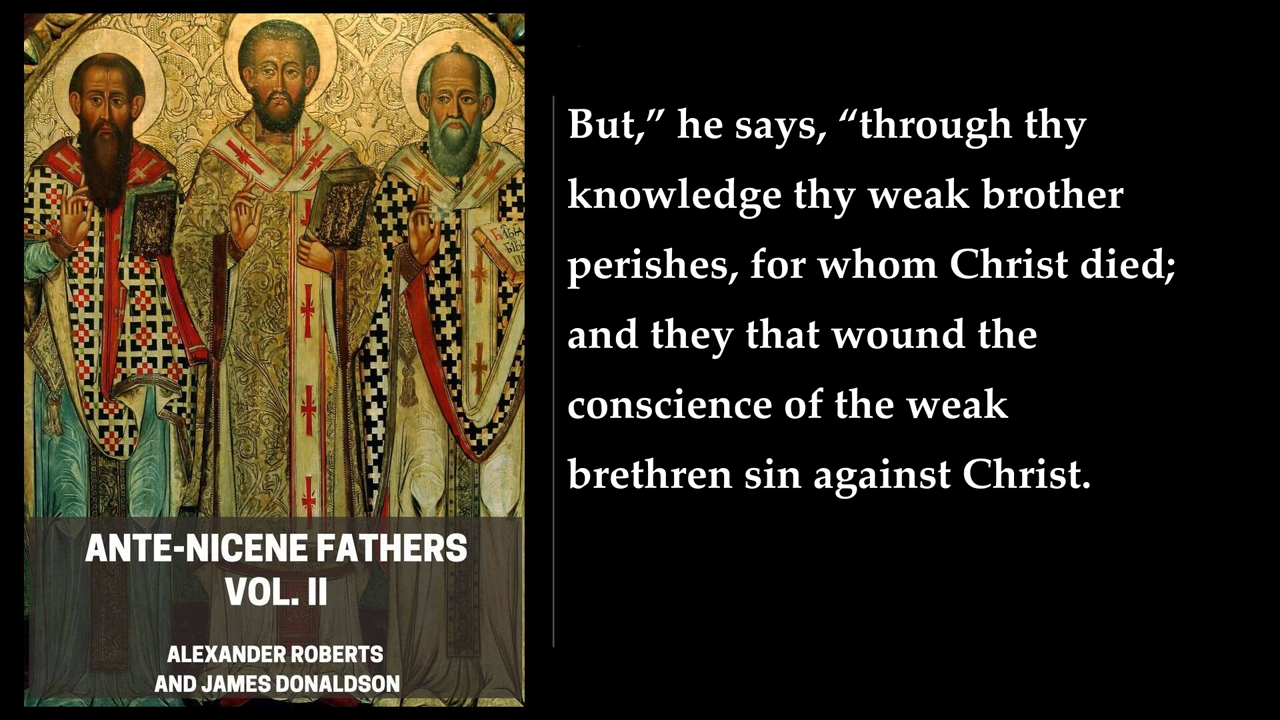 But,” he says, “through thy
knowledge thy weak brother
perishes, for whom Christ died;
and they that wound the
conscience of the weak
brethren sin against Christ.
ANTE-NICENE FATHERS
VOL. II
ALEXANDER ROBERTS
AND JAMES DONALDSON